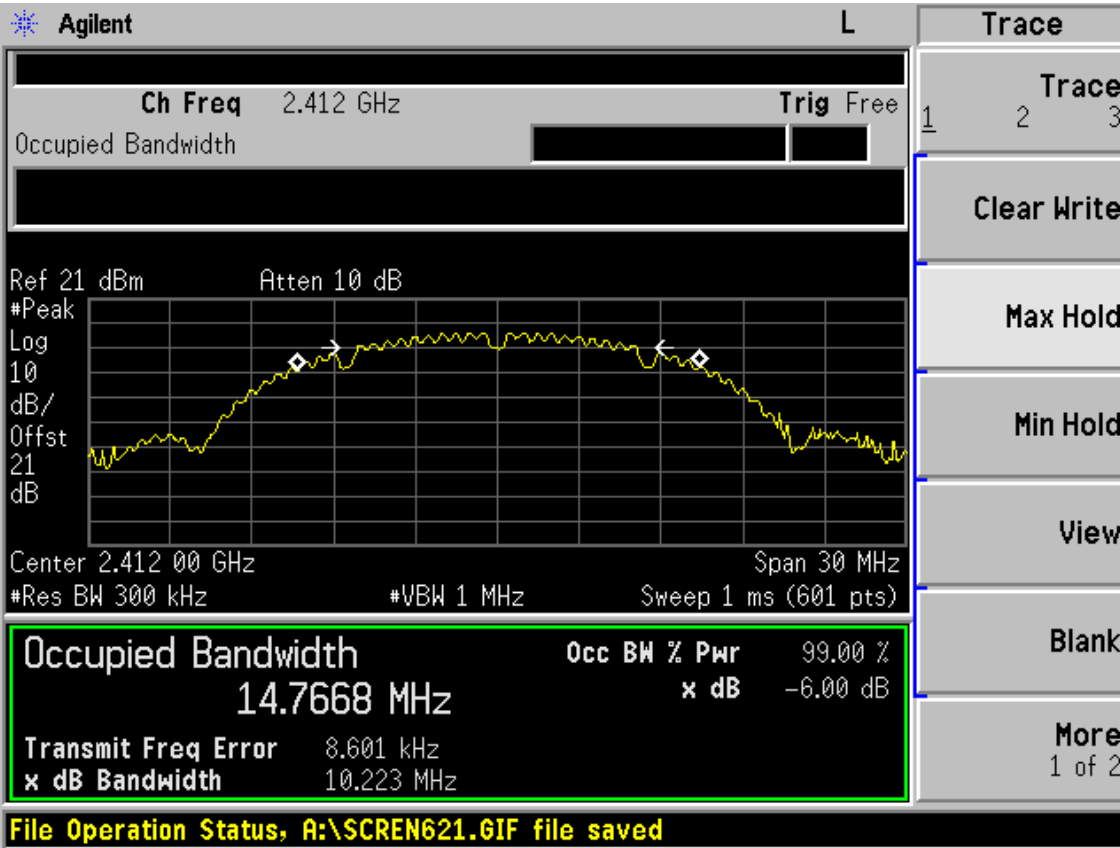 Agilent L Trace
Trace
Ch Freq 2.412 GHz Trig Free
1 2 3
Occupied Bandwidth
Clear Write
Ref 21 dBm Atten 10 dB
#Peak
Max Hold
Log
10
dB/
Min Hold
Offst
21
dB
View
Center 2.412 00 GHz Span 30 MHz
#Res BW 300 kHz #VBW 1 MHz Sweep 1 ms (601 pts)
Blank
Occupied Bandwidth Occ BW % Pwr 99.00 %
14.7668 MHz x dB -6.00 dB
More
1 of 2
Transmit Freq Error 8.601 kHz
x dB Bandwidth 10.223 MHz
File Operation Status, A:\SCREN621.GIF file saved